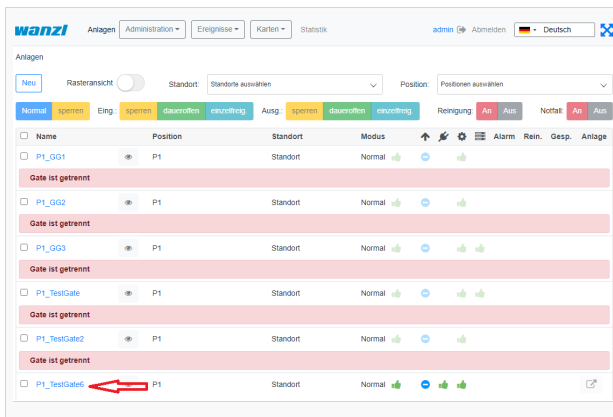 wanzl Anlagen Administration Ereignisse Karten Statistik admin Abmelden Deutsch
Anlagen
Neu Rasteransicht Standort: Standorte auswählen Position: Positionen auswählen
Normal sperren Eing.: sperren daueroffen einzelfreig. Ausg.: sperren daueroffen einzelfreig. Reinigung: An Aus Notfall: An Aus
Name Position Standort Modus Alarm Rein. Gesp. Anlage
P1_GG1 P1 Standort Normal
Gate ist getrennt
P1_GG2 P1 Standort Normal
Gate ist getrennt
P1_GG3 P1 Standort Normal
Gate ist getrennt
P1_TestGate P1 Standort Normal
Gate ist getrennt
P1_TestGate2 P1 Standort Normal
Gate ist getrennt
P1_TestGate6 P1 Standort Normal